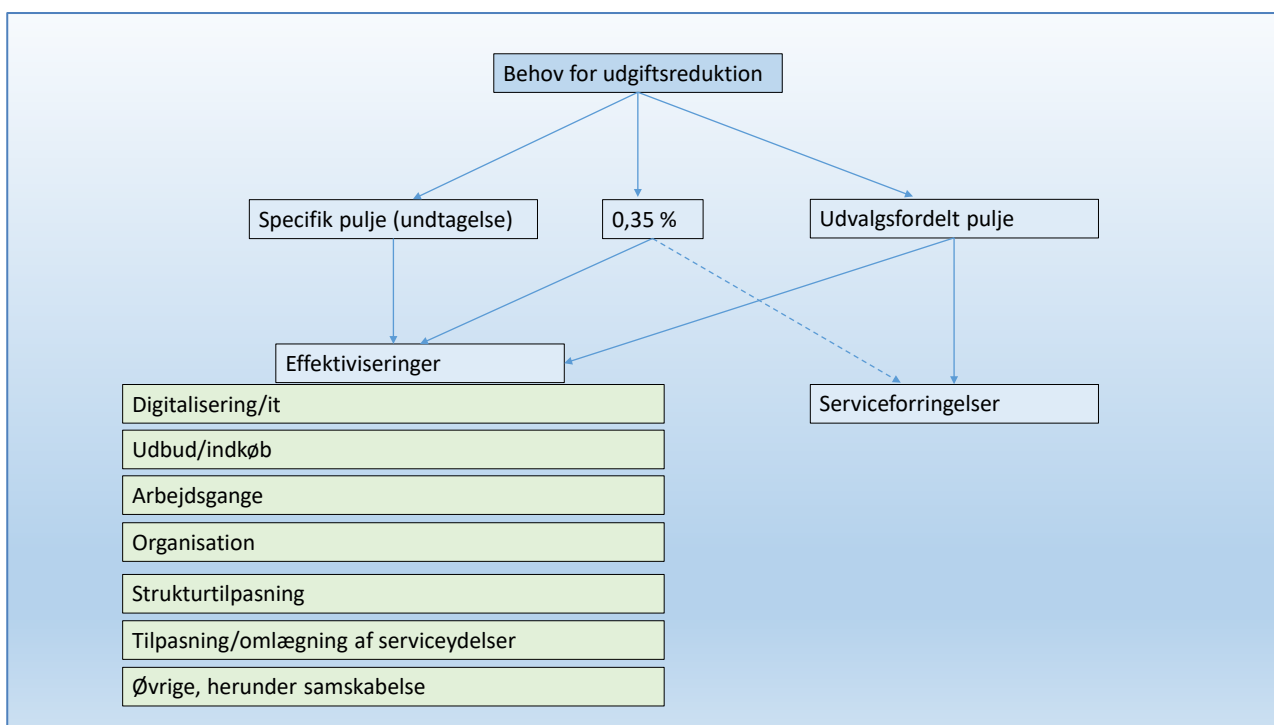 Behov for udgiftsreduktion
Specifik pulje (undtagelse)
0,35 %
Udvalgsfordelt pulje
Effektiviseringer
Serviceforringelser
Digitalisering/it
Udbud/indkøb
Arbejdsgange
Organisation
Strukturtilpasning
Tilpasning/omlægning af serviceydelser
Øvrige, herunder samskabelse